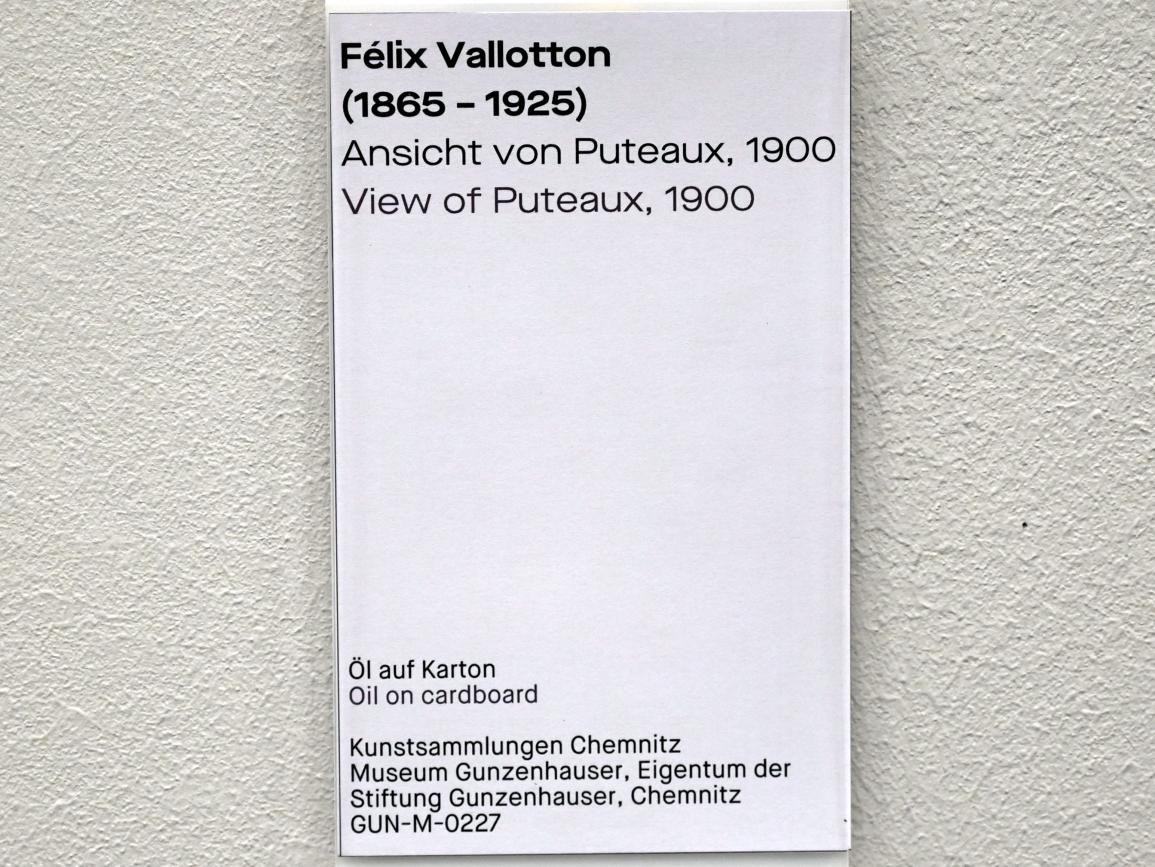 Félix Vallotton
(1865 – 1925)
Ansicht von Puteaux, 1900
View of Puteaux, 1900
Öl auf Karton
Oil on cardboard
Kunstsammlungen Chemnitz
Museum Gunzenhauser, Eigentum der
Stiftung Gunzenhauser, Chemnitz
GUN-M-0227